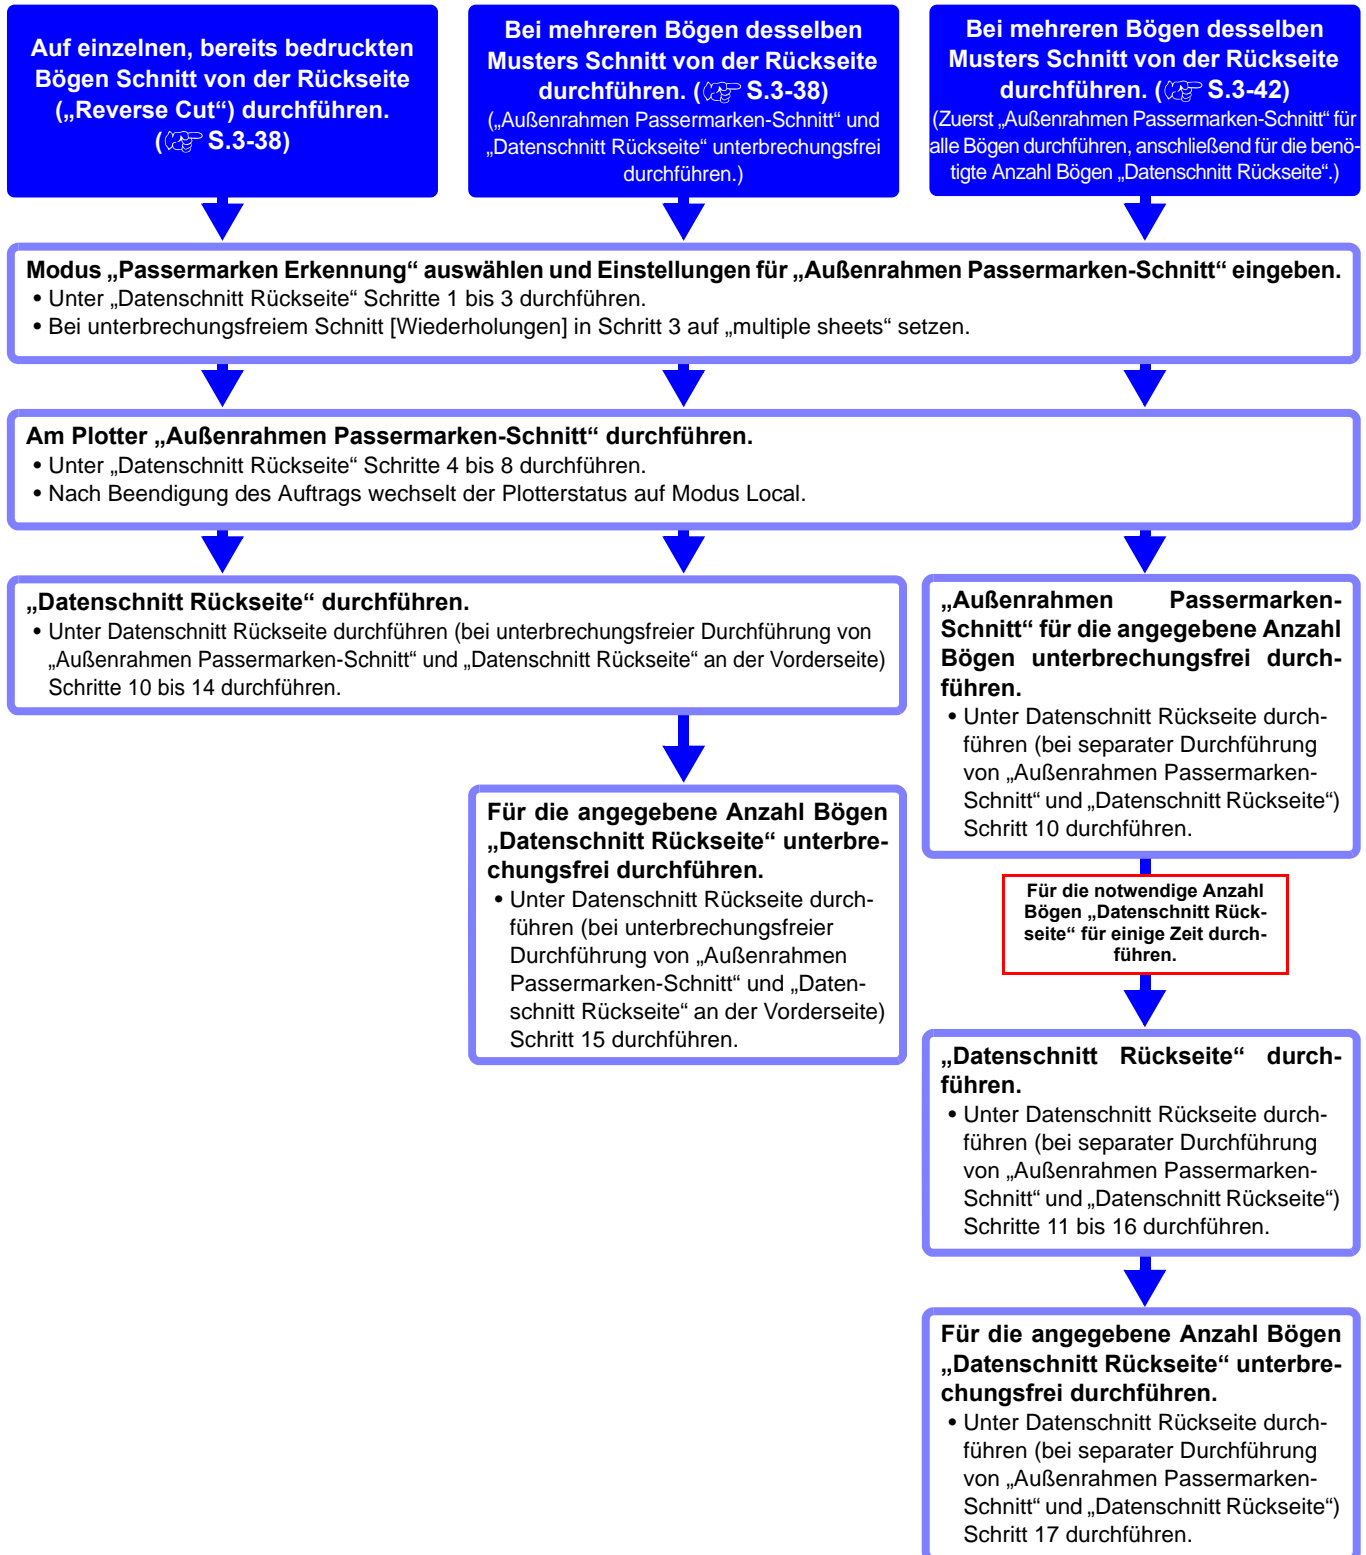 Auf einzelnen, bereits bedruckten
Bögen Schnitt von der Rückseite
(„Reverse Cut“) durchführen.
(☞ S.3-38)
Bei mehreren Bögen desselben
Musters Schnitt von der Rückseite
durchführen. (☞ S.3-38)
(„Außenrahmen Passermarken-Schnitt“ und
„Datenschnitt Rückseite“ unterbrechungsfrei
durchführen.)
Bei mehreren Bögen desselben
Musters Schnitt von der Rückseite
durchführen. (☞ S.3-42)
(Zuerst „Außenrahmen Passermarken-Schnitt“ für
alle Bögen durchführen, anschließend für die benö-
tigte Anzahl Bögen „Datenschnitt Rückseite“.)
Modus „Passermarken Erkennung“ auswählen und Einstellungen für „Außenrahmen Passermarken-Schnitt“ eingeben.
• Unter „Datenschnitt Rückseite“ Schritte 1 bis 3 durchführen.
• Bei unterbrechungsfreiem Schnitt [Wiederholungen] in Schritt 3 auf „multiple sheets“ setzen.
Am Plotter „Außenrahmen Passermarken-Schnitt“ durchführen.
• Unter „Datenschnitt Rückseite“ Schritte 4 bis 8 durchführen.
• Nach Beendigung des Auftrags wechselt der Plotterstatus auf Modus Local.
„Datenschnitt Rückseite“ durchführen.
• Unter Datenschnitt Rückseite durchführen (bei unterbrechungsfreier Durchführung von
„Außenrahmen Passermarken-Schnitt“ und „Datenschnitt Rückseite“ an der Vorderseite)
Schritte 10 bis 14 durchführen.
Für die angegebene Anzahl Bögen
„Datenschnitt Rückseite“ unterbre-
chungsfrei durchführen.
• Unter Datenschnitt Rückseite durch-
führen (bei unterbrechungsfreier
Durchführung von „Außenrahmen
Passermarken-Schnitt“ und „Daten-
schnitt Rückseite“ an der Vorderseite)
Schritt 15 durchführen.
„Außenrahmen Passermarken-
Schnitt“ für die angegebene Anzahl
Bögen unterbrechungsfrei durch-
führen.
• Unter Datenschnitt Rückseite durch-
führen (bei separater Durchführung
von „Außenrahmen Passermarken-
Schnitt“ und „Datenschnitt Rückseite“)
Schritt 10 durchführen.
Für die notwendige Anzahl
Bögen „Datenschnitt Rück-
seite“ für einige Zeit durch-
führen.
„Datenschnitt Rückseite“ durch-
führen.
• Unter Datenschnitt Rückseite durch-
führen (bei separater Durchführung
von „Außenrahmen Passermarken-
Schnitt“ und „Datenschnitt Rückseite“)
Schritte 11 bis 16 durchführen.
Für die angegebene Anzahl Bögen
„Datenschnitt Rückseite“ unterbre-
chungsfrei durchführen.
• Unter Datenschnitt Rückseite durch-
führen (bei separater Durchführung
von „Außenrahmen Passermarken-
Schnitt“ und „Datenschnitt Rückseite“)
Schritt 17 durchführen.